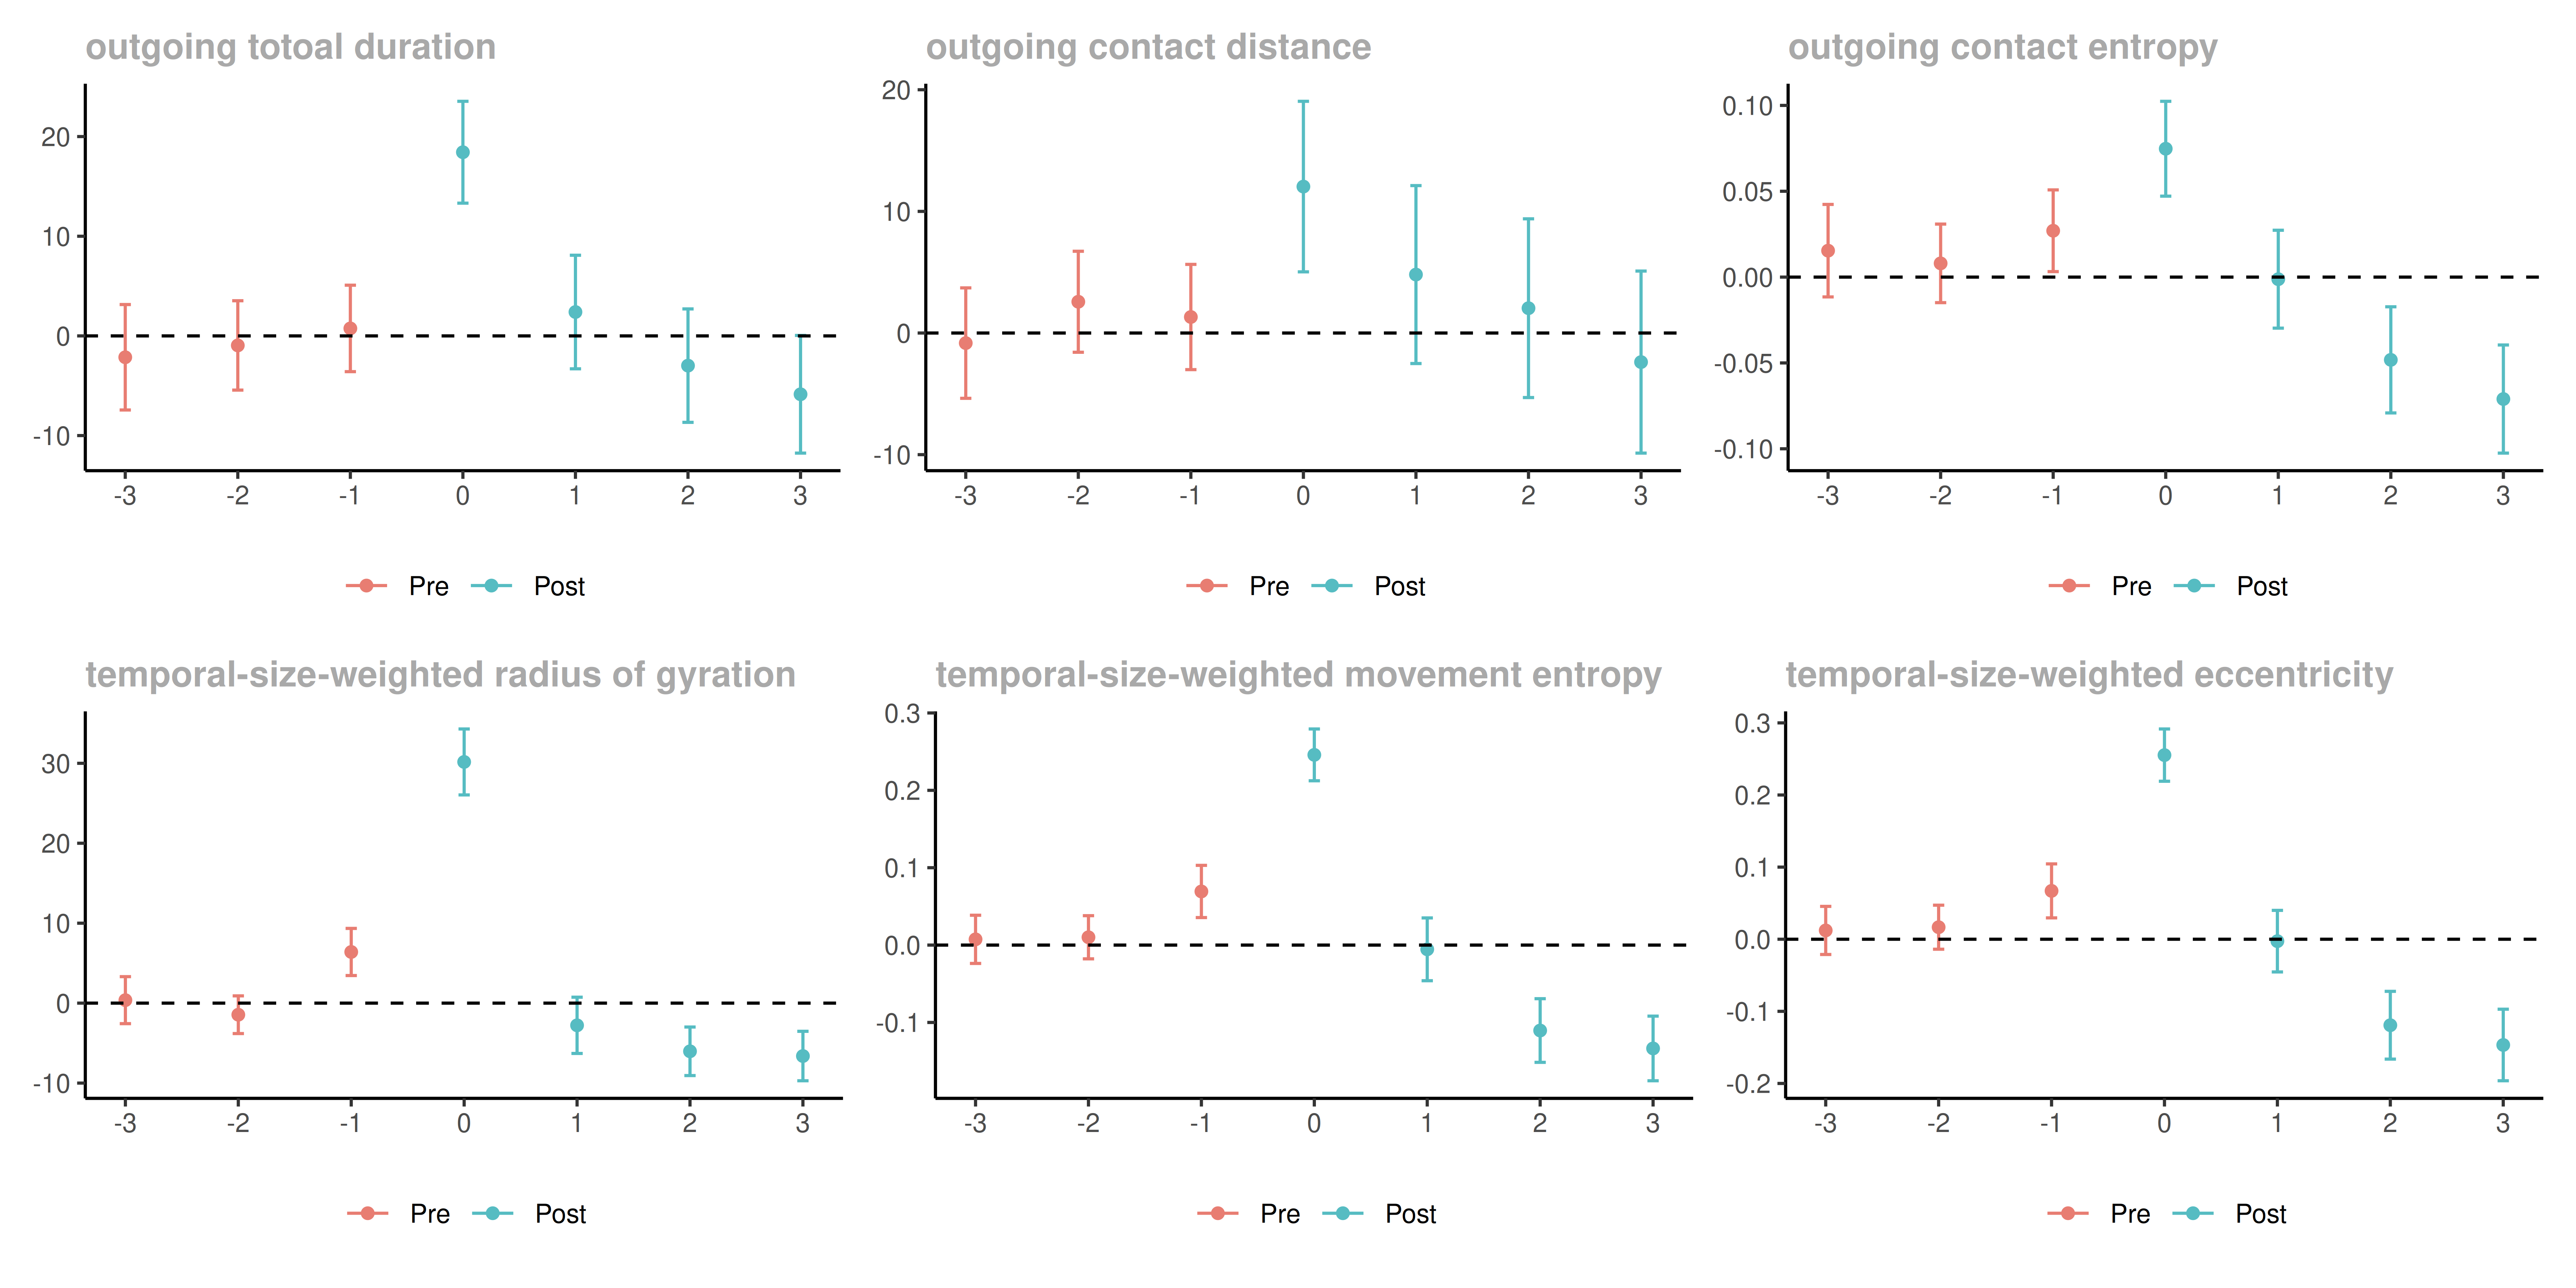 outgoing totoal duration
20
10
0
-10
-3 -2 -1 0 1 2 3
Pre Post
outgoing contact distance
20
10
0
-10
-3 -2 -1 0 1 2 3
Pre Post
outgoing contact entropy
0.10
0.05
0.00
-0.05
-0.10
-3 -2 -1 0 1 2 3
Pre Post
temporal-size-weighted radius of gyration
30
20
10
0
-10
-3 -2 -1 0 1 2 3
Pre Post
temporal-size-weighted movement entropy
0.3
0.2
0.1
0.0
-0.1
-3 -2 -1 0 1 2 3
Pre Post
temporal-size-weighted eccentricity
0.3
0.2
0.1
0.0
-0.1
-0.2
-3 -2 -1 0 1 2 3
Pre Post